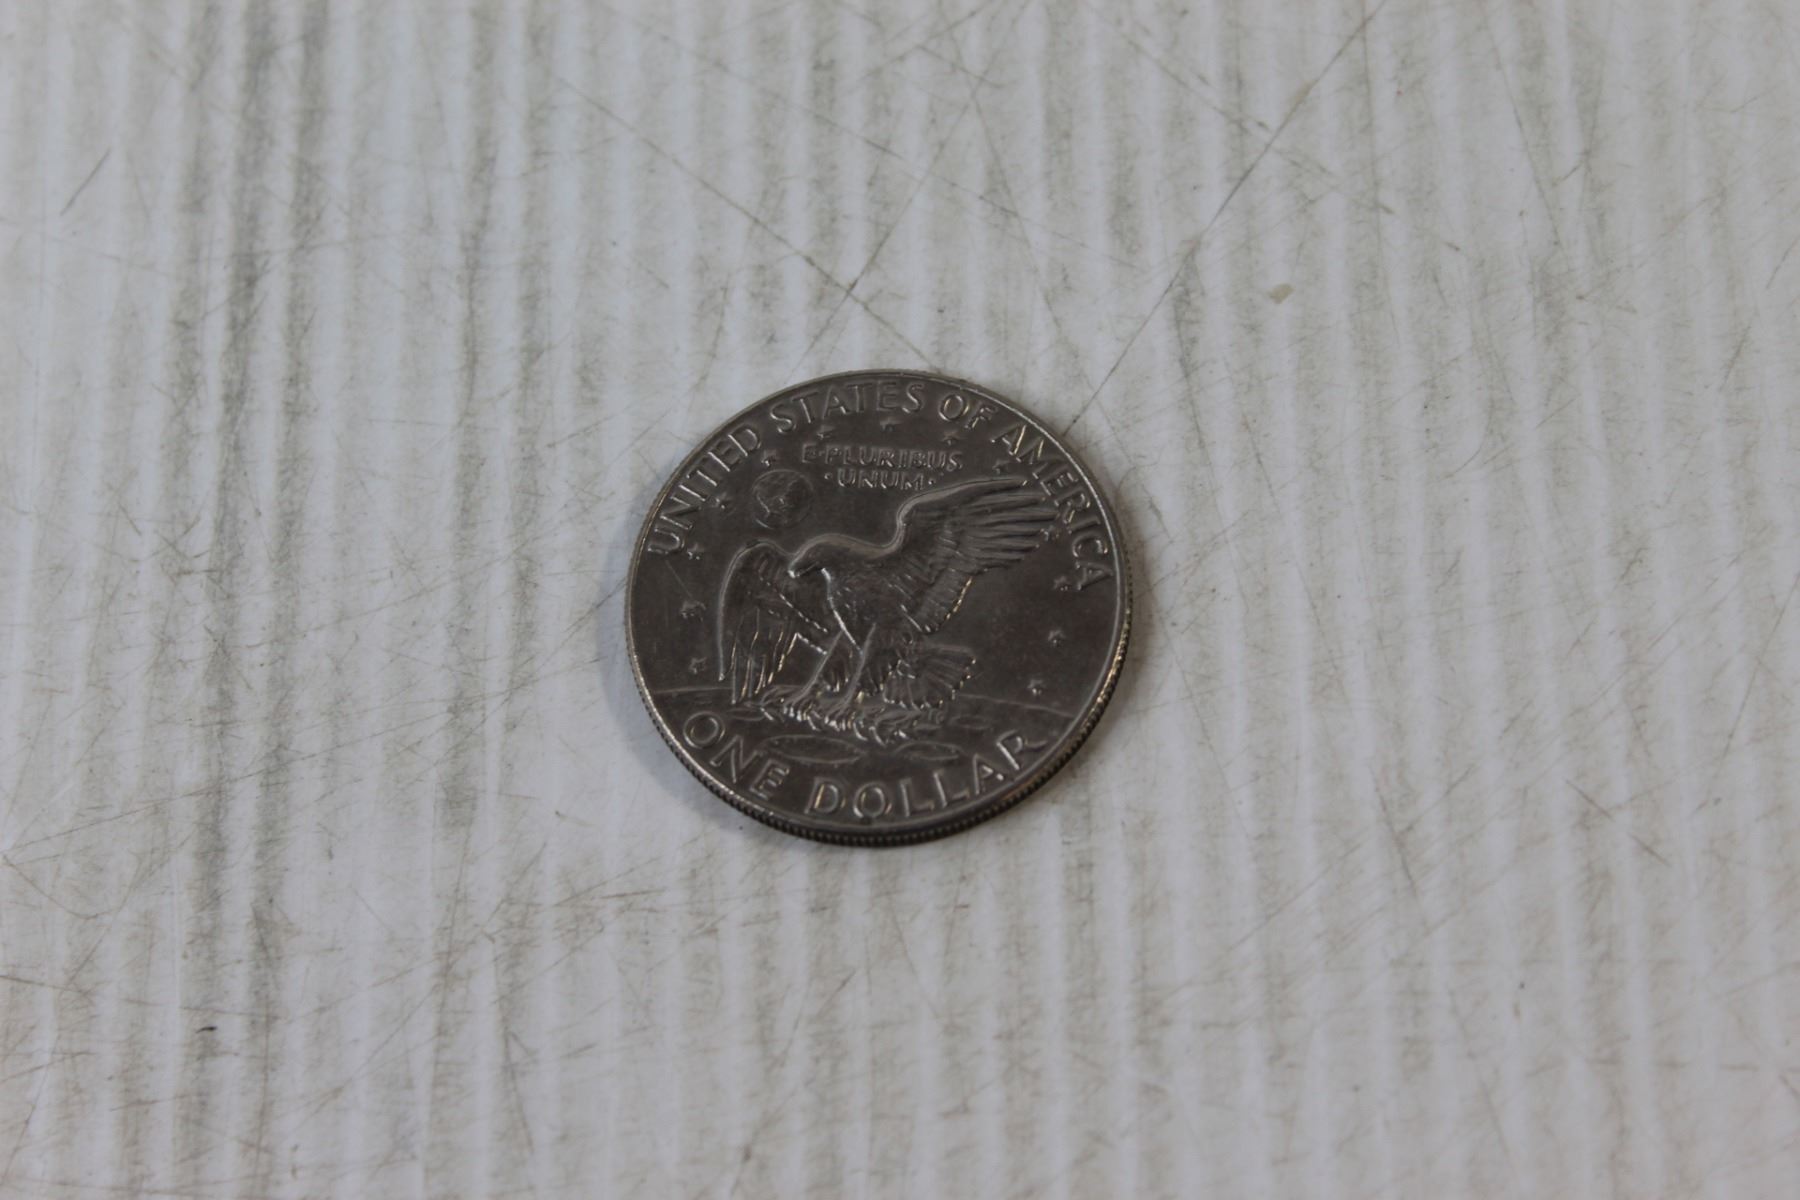 UNITED STATES OF AMERICA
E·PLURIBUS
·UNUM·
ONE DOLLAR